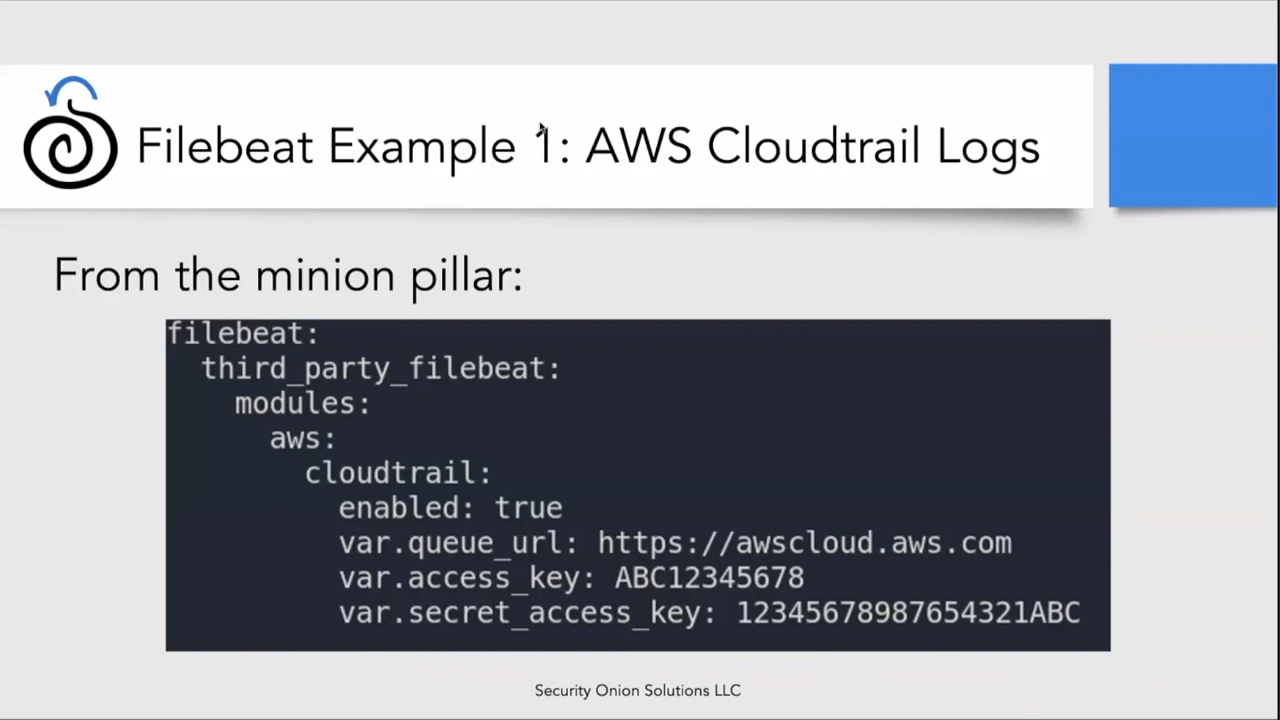 Filebeat Example 1: AWS Cloudtrail Logs
From the minion pillar:
filebeat:
  third_party_filebeat:
    modules:
      aws:
        cloudtrail:
          enabled: true
          var.queue_url: https://awscloud.aws.com
          var.access_key: ABC12345678
          var.secret_access_key: 12345678987654321ABC
Security Onion Solutions LLC